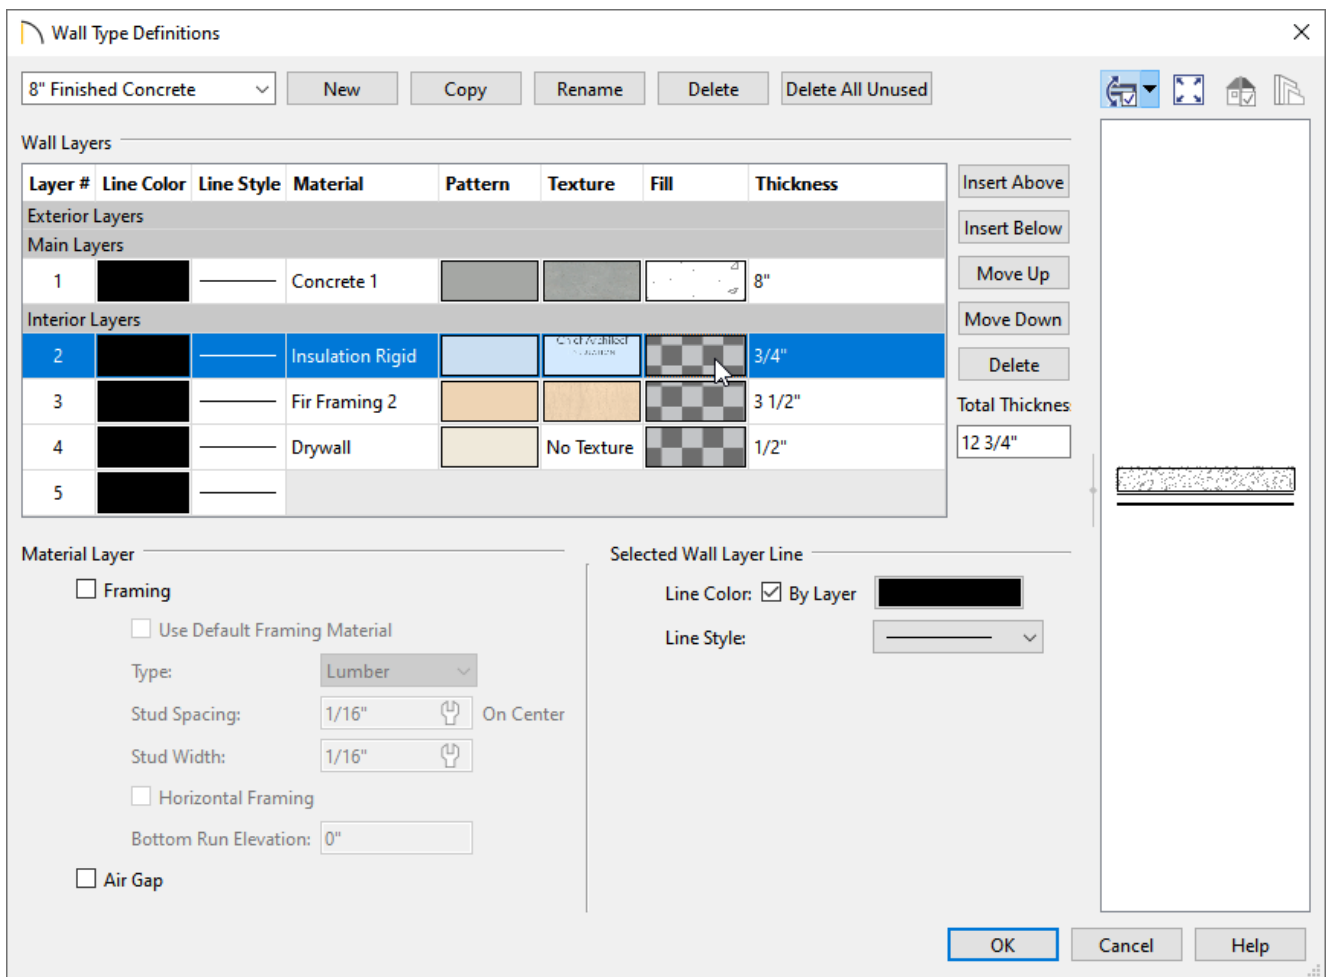 Wall Type Definitions
8" Finished Concrete New Copy Rename Delete Delete All Unused
Wall Layers
Layer # Line Color Line Style Material Pattern Texture Fill Thickness
Exterior Layers
Main Layers
1 Concrete 1 8"
Interior Layers
2 Insulation Rigid Chief Architect 3/4"
3 Fir Framing 2 3 1/2"
4 Drywall No Texture 1/2"
5
Insert Above
Insert Below
Move Up
Move Down
Delete
Total Thicknes
12 3/4"
Material Layer
Framing
Use Default Framing Material
Type: Lumber
Stud Spacing: 1/16" On Center
Stud Width: 1/16"
Horizontal Framing
Bottom Run Elevation: 0"
Air Gap
Selected Wall Layer Line
Line Color: By Layer
Line Style:
OK Cancel Help